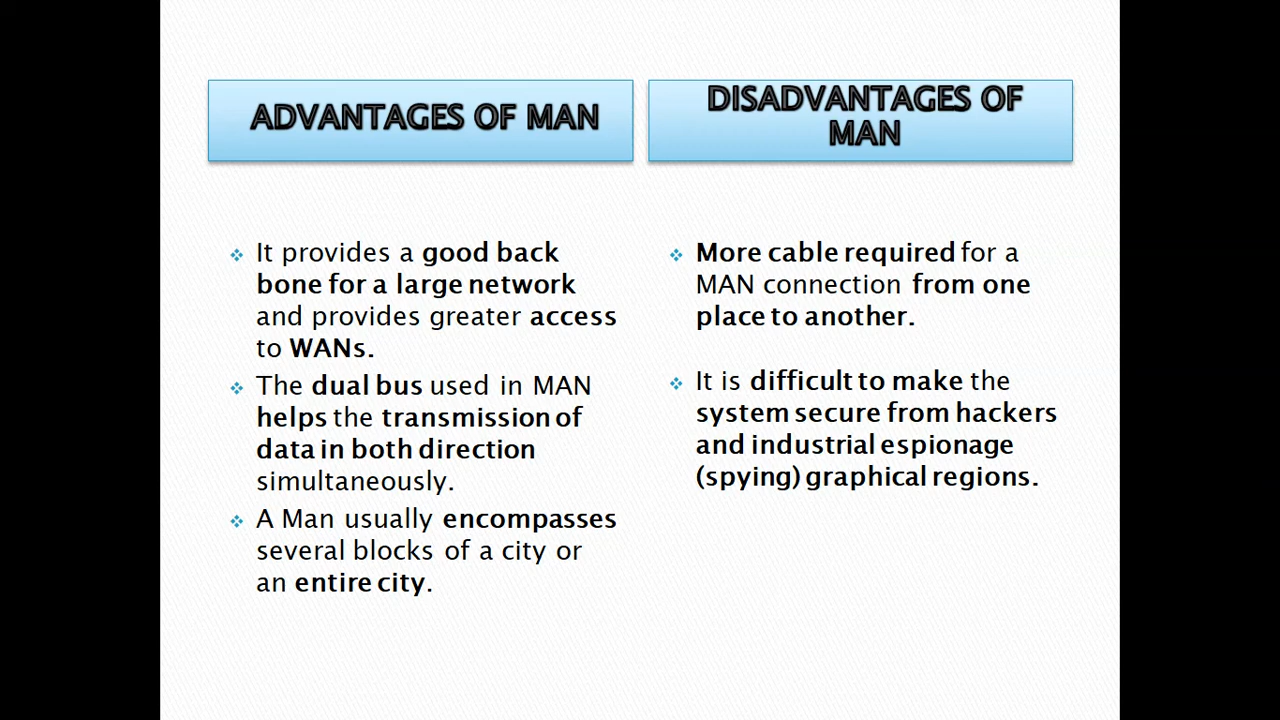 ADVANTAGES OF MAN
It provides a good back
bone for a large network
and provides greater access
to WANs.
The dual bus used in MAN
helps the transmission of
data in both direction
simultaneously.
A Man usually encompasses
several blocks of a city or
an entire city.
DISADVANTAGES OF
MAN
More cable required for a
MAN connection from one
place to another.
It is difficult to make the
system secure from hackers
and industrial espionage
(spying) graphical regions.